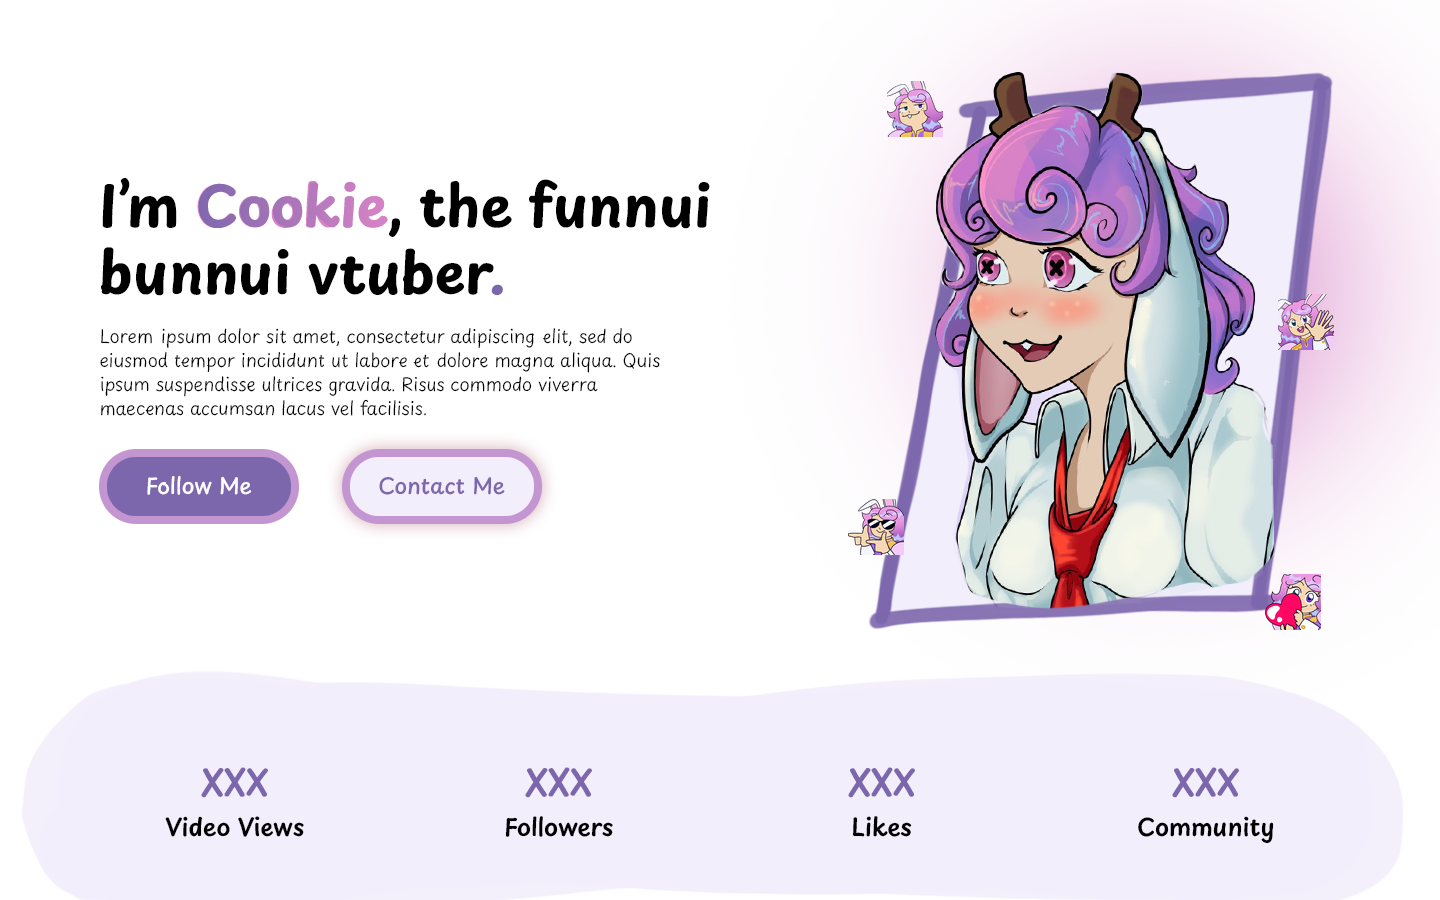 I'm Cookie, the funnui
bunnui vtuber.
Lorem ipsum dolor sit amet, consectetur adipiscing elit, sed do
eiusmod tempor incididunt ut labore et dolore magna aliqua. Quis
ipsum suspendisse ultrices gravida. Risus commodo viverra
maecenas accumsan lacus vel facilisis.
Follow Me
Contact Me
XXX
Video Views
XXX
Followers
XXX
Likes
XXX
Community